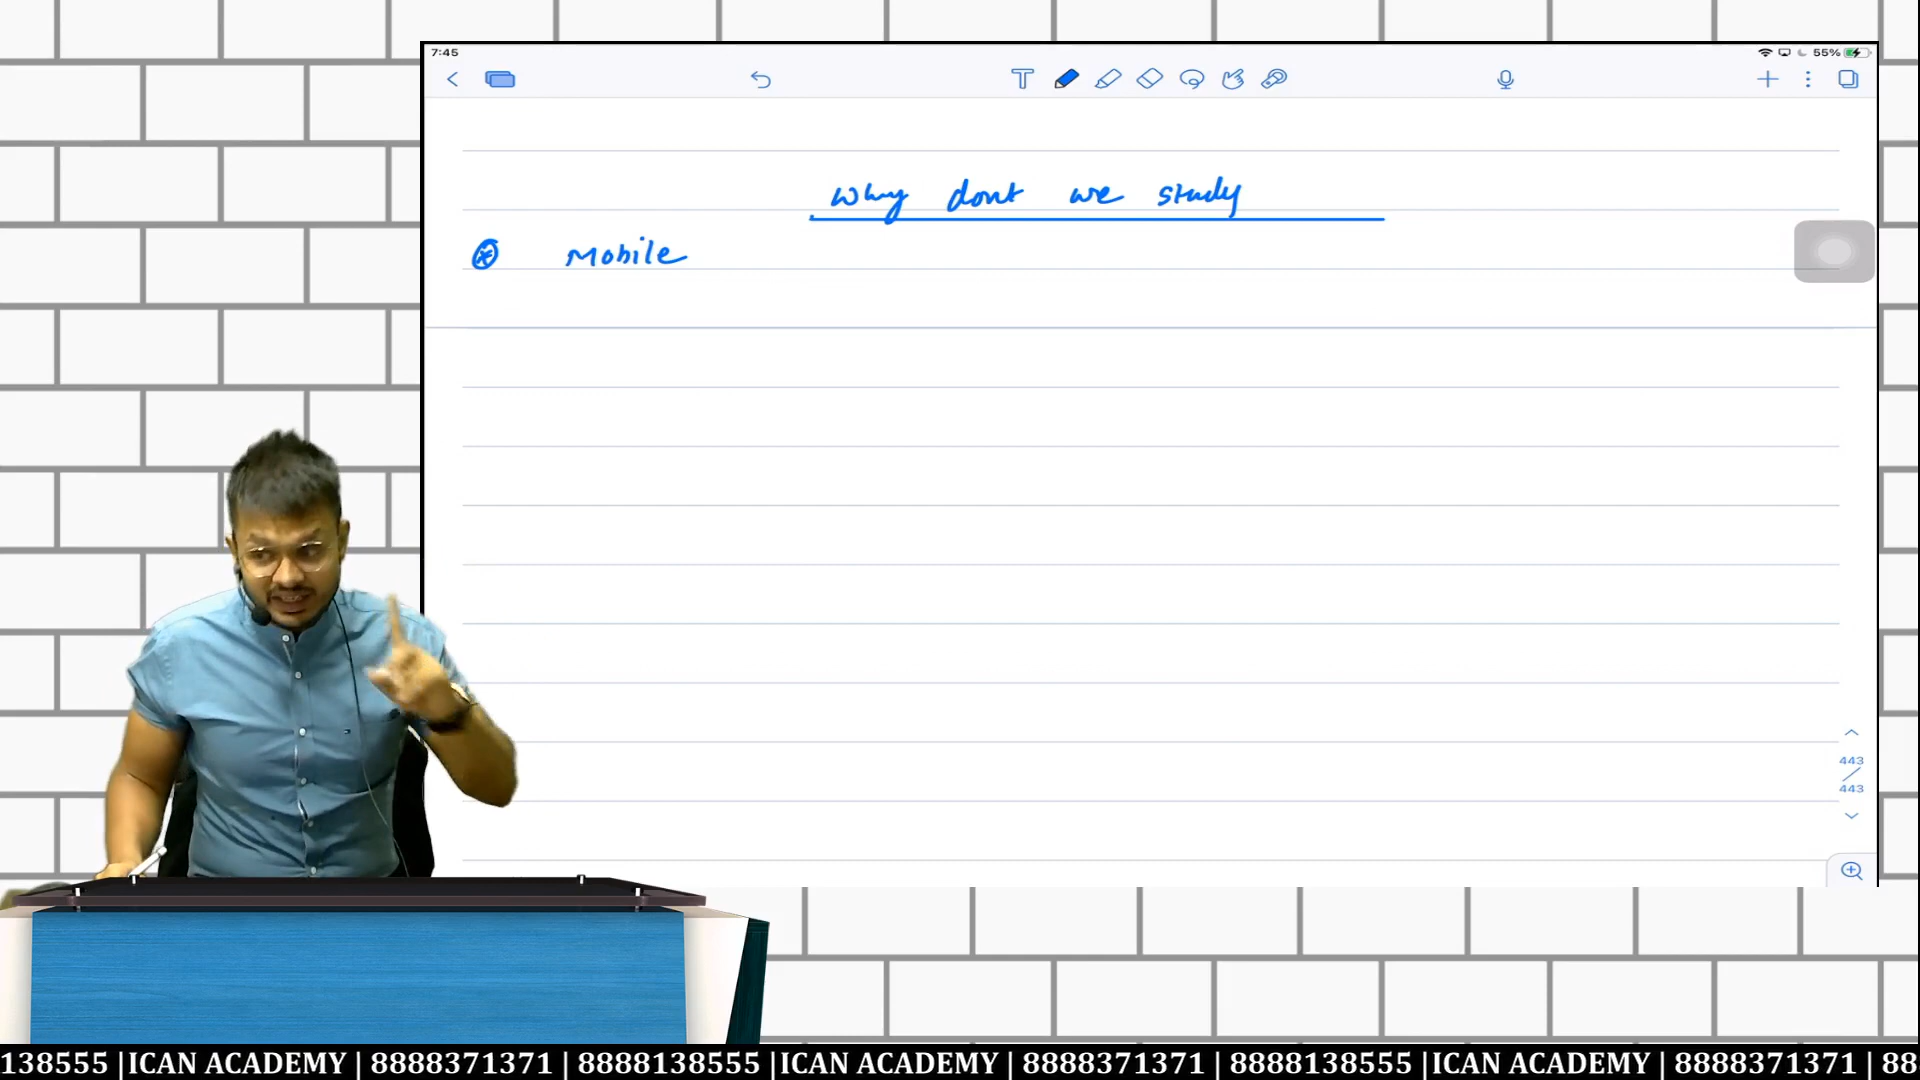 7:45
55%
why dont we study
⊛ Mobile
443
443
138555 |ICAN ACADEMY | 8888371371 | 8888138555 |ICAN ACADEMY | 8888371371 | 8888138555 |ICAN ACADEMY | 8888371371 | 88